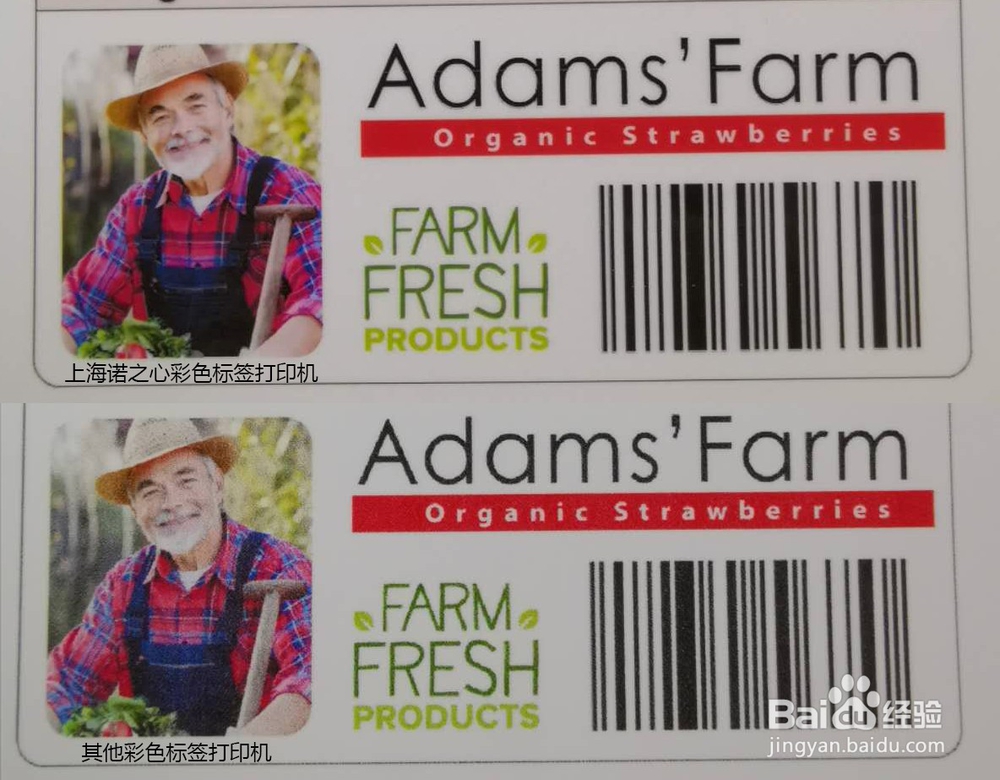 Adams’Farm
Organic Strawberries
FARM
FRESH
PRODUCTS
上海诺之心彩色标签打印机
Adams’Farm
Organic Strawberries
FARM
FRESH
PRODUCTS
其他彩色标签打印机
Baidu 经验
jingyan.baidu.com